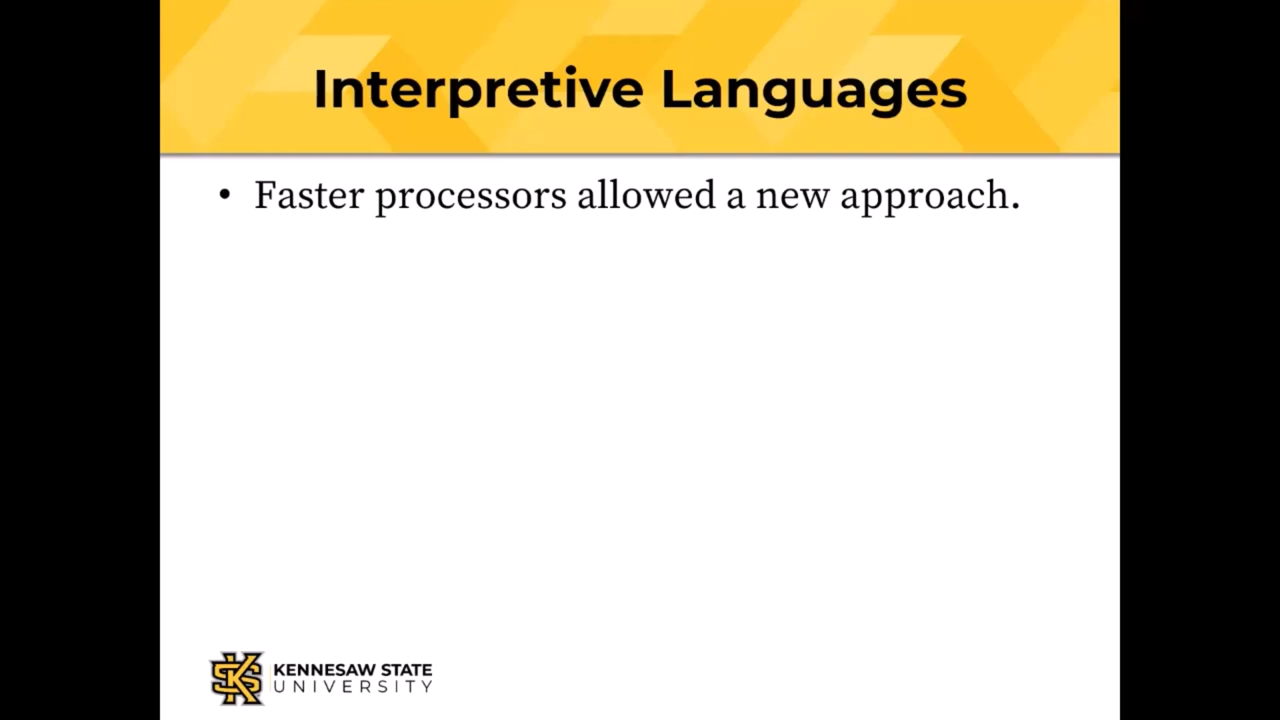 Interpretive Languages
• Faster processors allowed a new approach.
KENNESAW STATE
UNIVERSITY